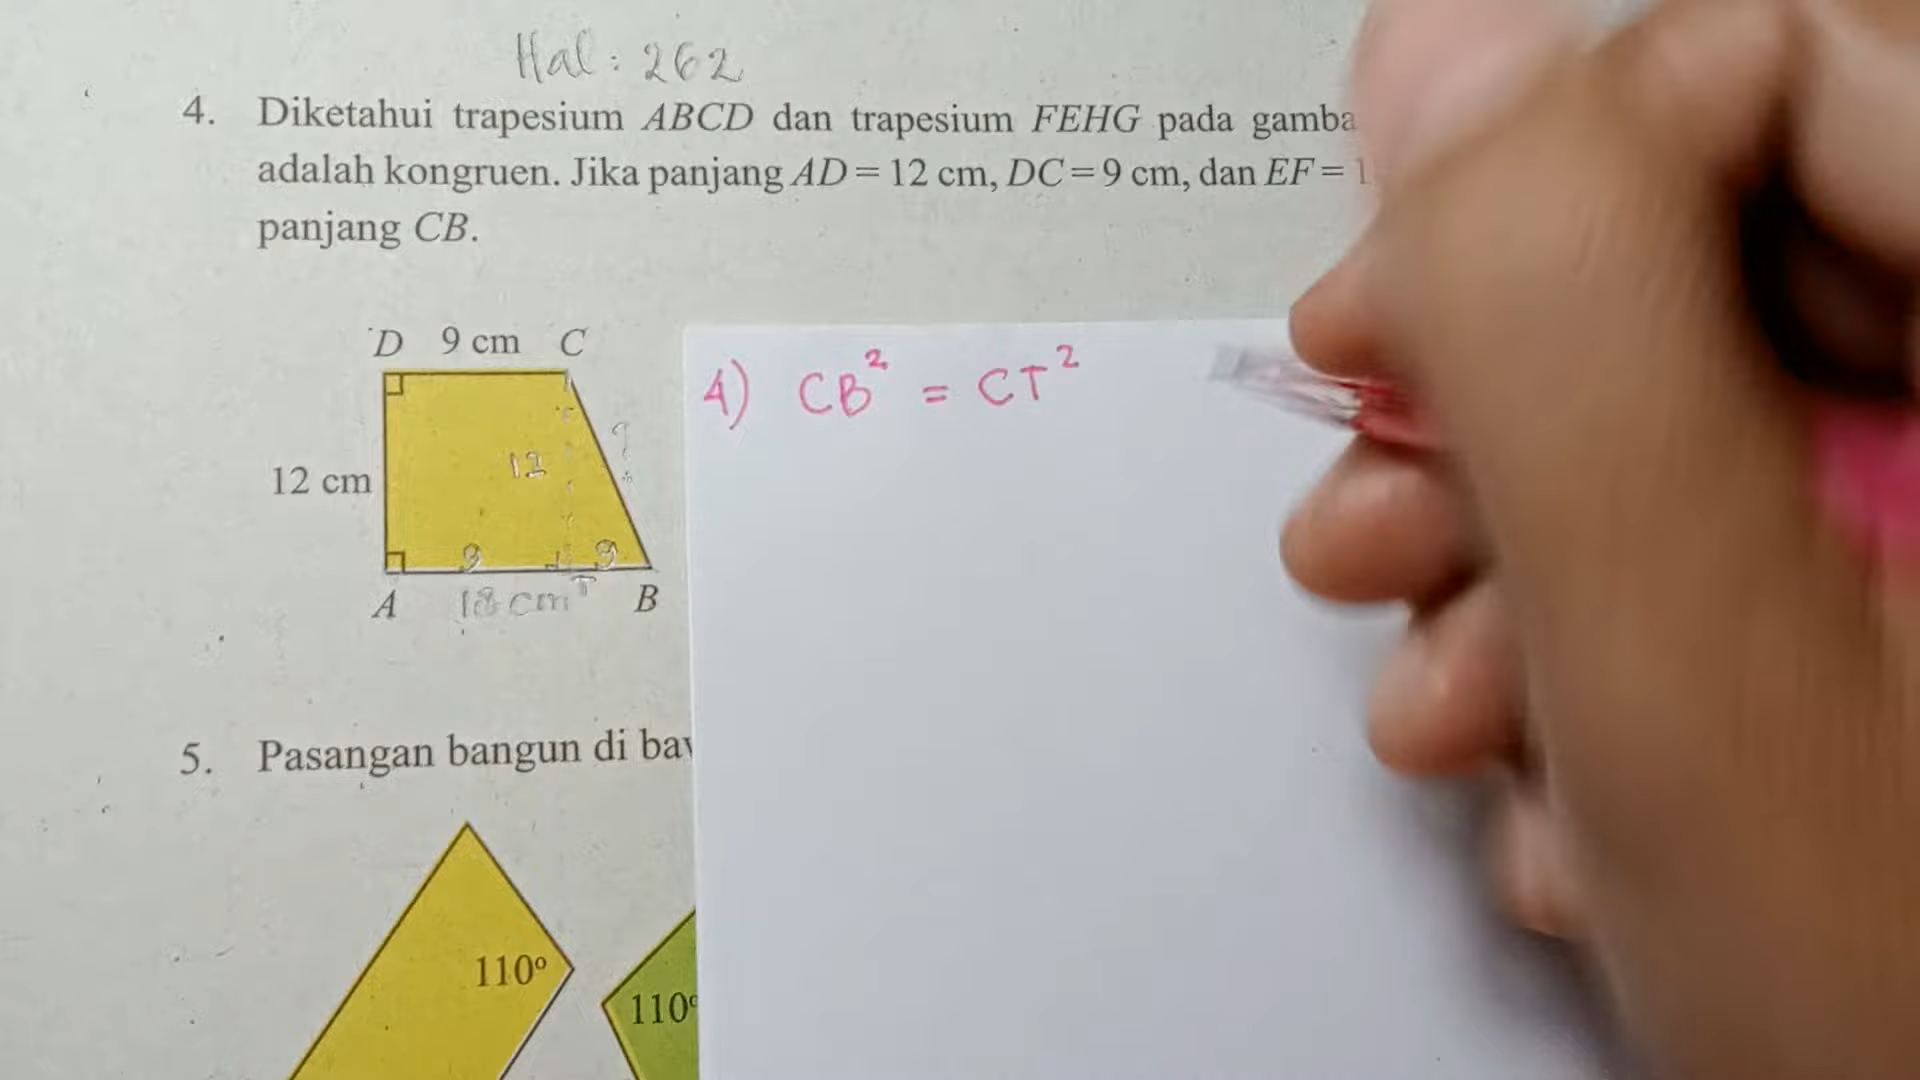 Hal : 262
4. Diketahui trapesium ABCD dan trapesium FEHG pada gamba
adalah kongruen. Jika panjang AD = 12 cm, DC = 9 cm, dan EF = 1
panjang CB.
D 9 cm C
4) CB² = CT²
?
12
12 cm
9 9
T
A 18 cm B
5. Pasangan bangun di baw
110°
110°